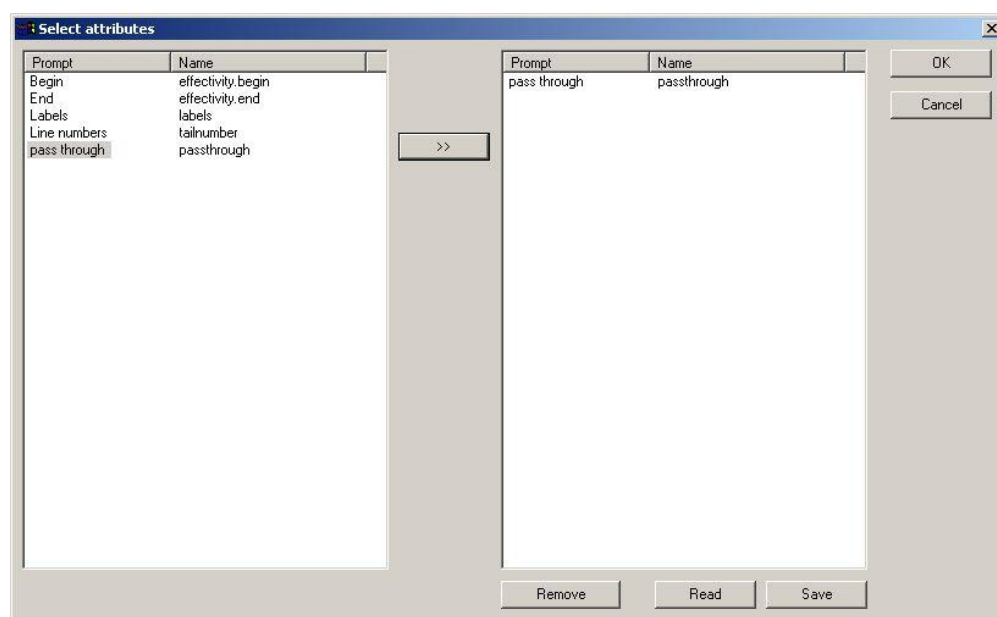 Select attributes
Prompt Name
Begin effectivity.begin
End effectivity.end
Labels labels
Line numbers tailnumber
pass through passthrough
>>
Prompt Name
pass through passthrough
OK
Cancel
Remove Read Save